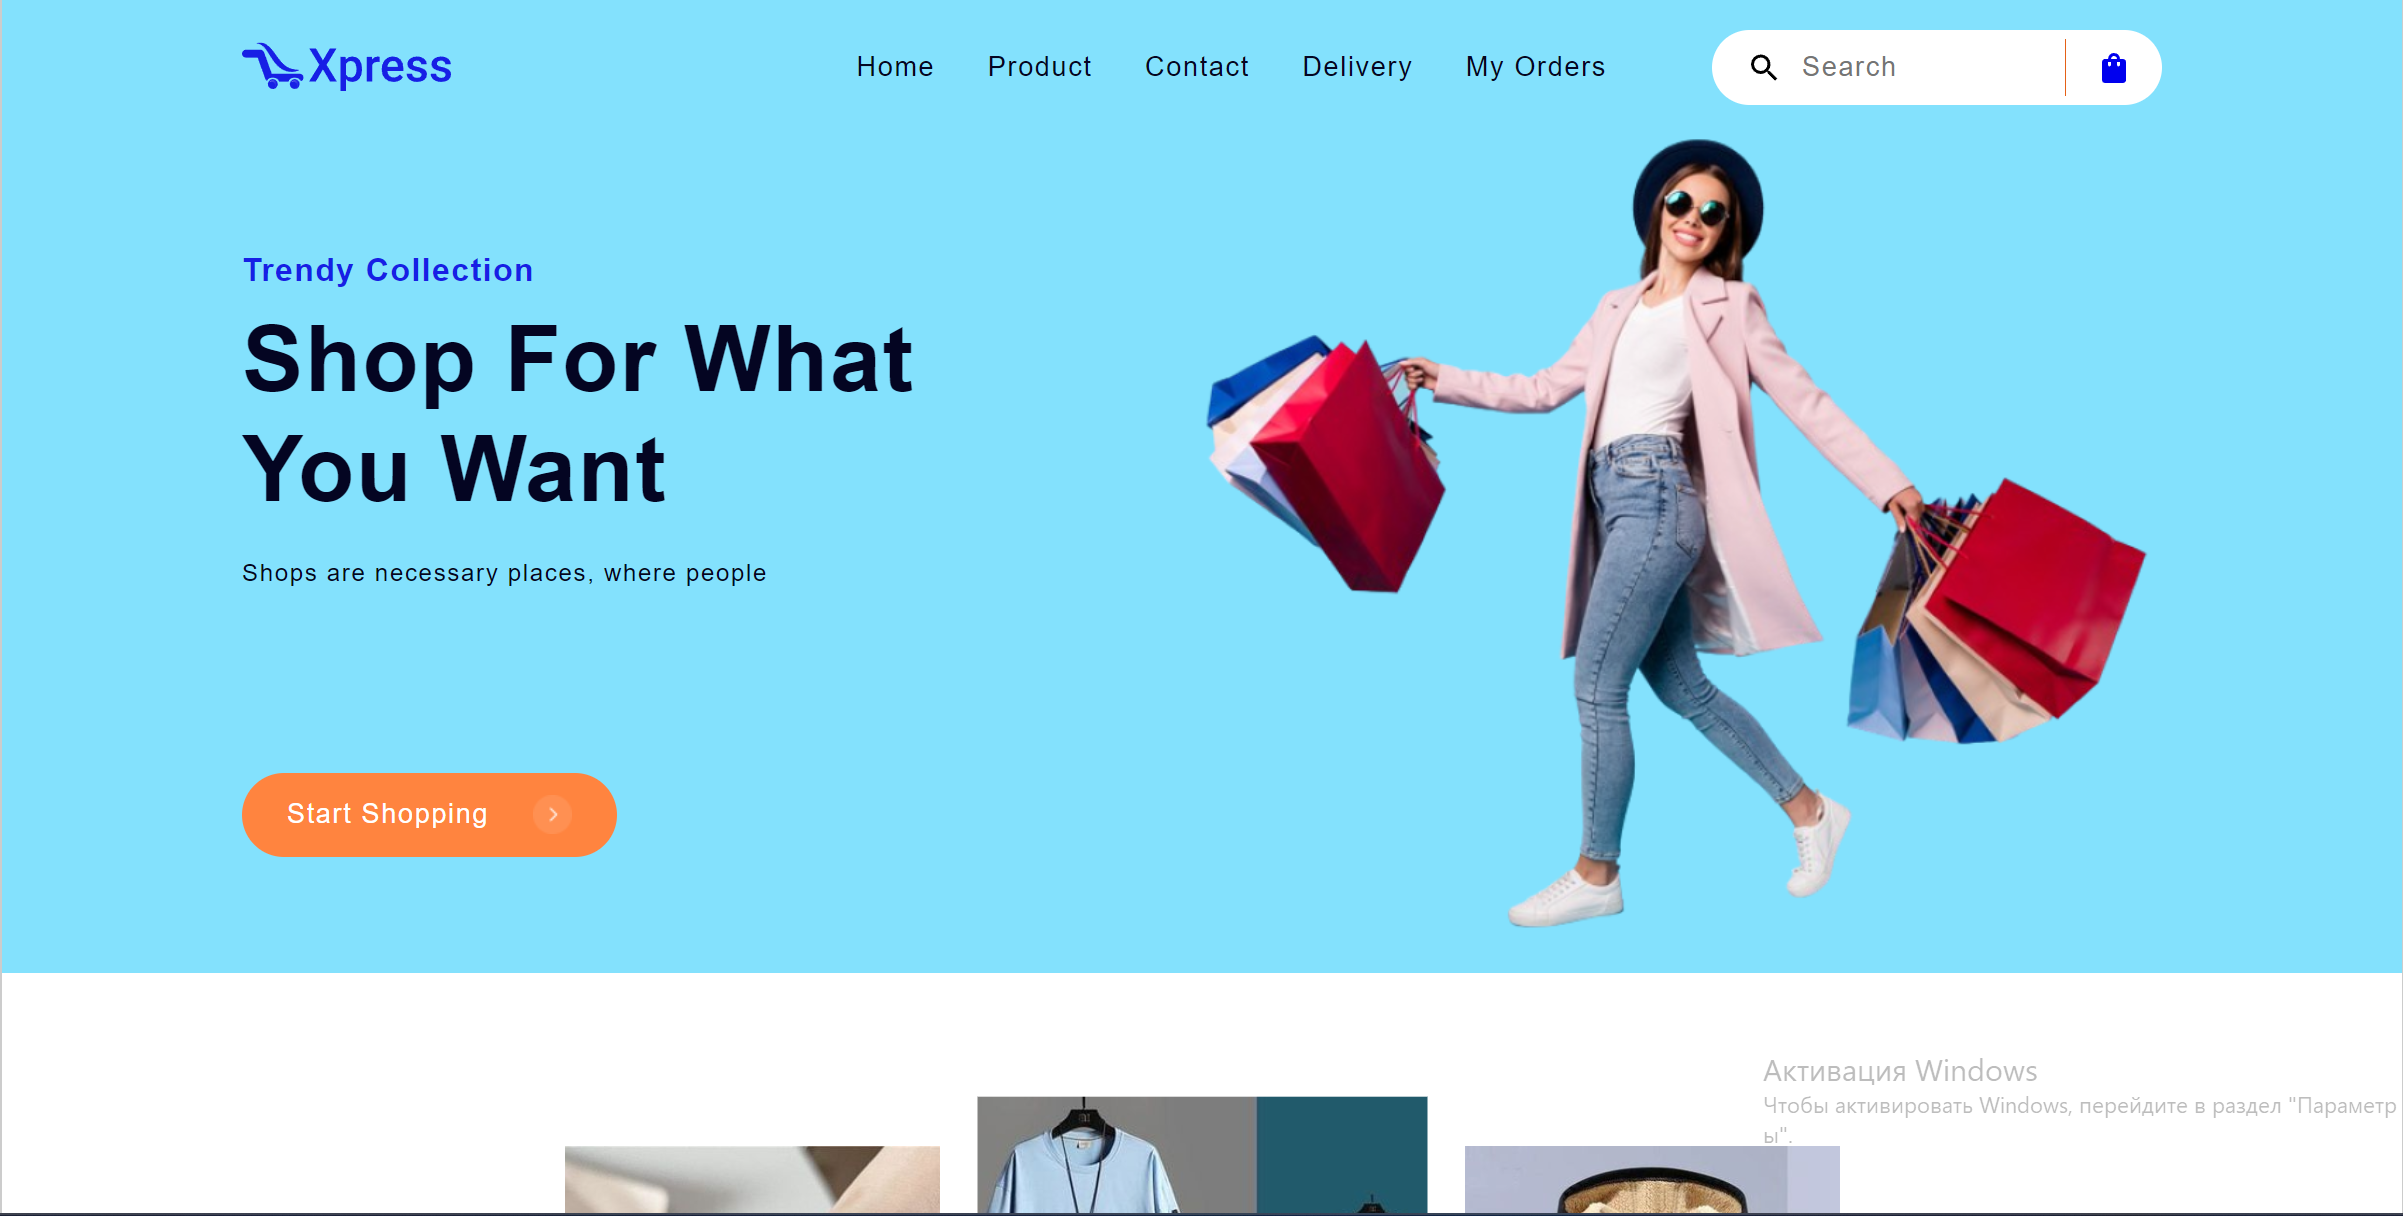 Xpress
Home Product Contact Delivery My Orders
Search
Trendy Collection
Shop For What
You Want
Shops are necessary places, where people
Start Shopping
Активация Windows
Чтобы активировать Windows, перейдите в раздел "Параметр
ы".